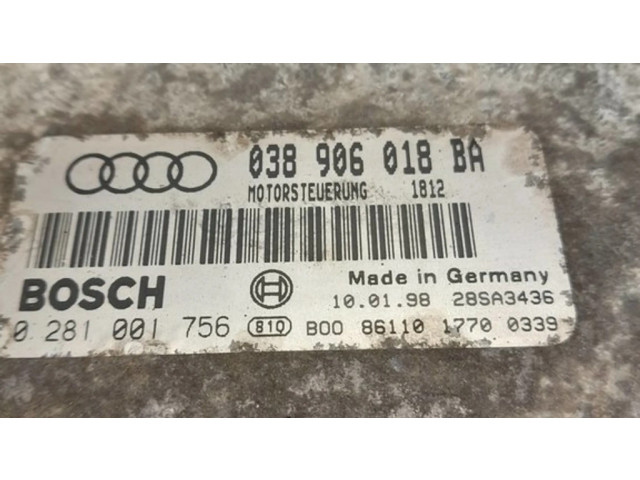 038 906 018 BA
MOTORSTEUERUNG 1812
BOSCH
Made in Germany
10.01.98 28SA3436
0 281 001 756 810 B00 86110 1770 0339